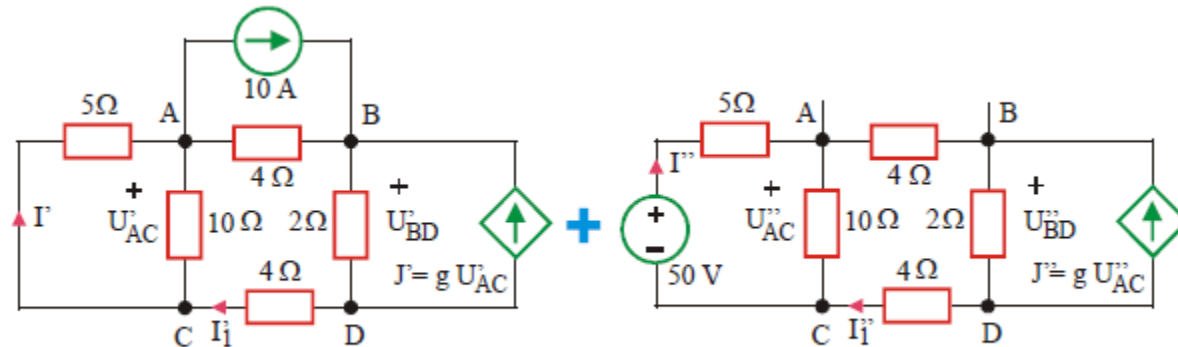 10 A
5Ω
A
B
4 Ω
+
+
I'
U'AC
10 Ω
2Ω
U'BD
4 Ω
J'= g U'AC
C
I'1
D
+
5Ω
A
B
I''
4 Ω
+
+
+
U''AC
10 Ω
2Ω
U''BD
−
50 V
4 Ω
J''= g U''AC
C
I''1
D